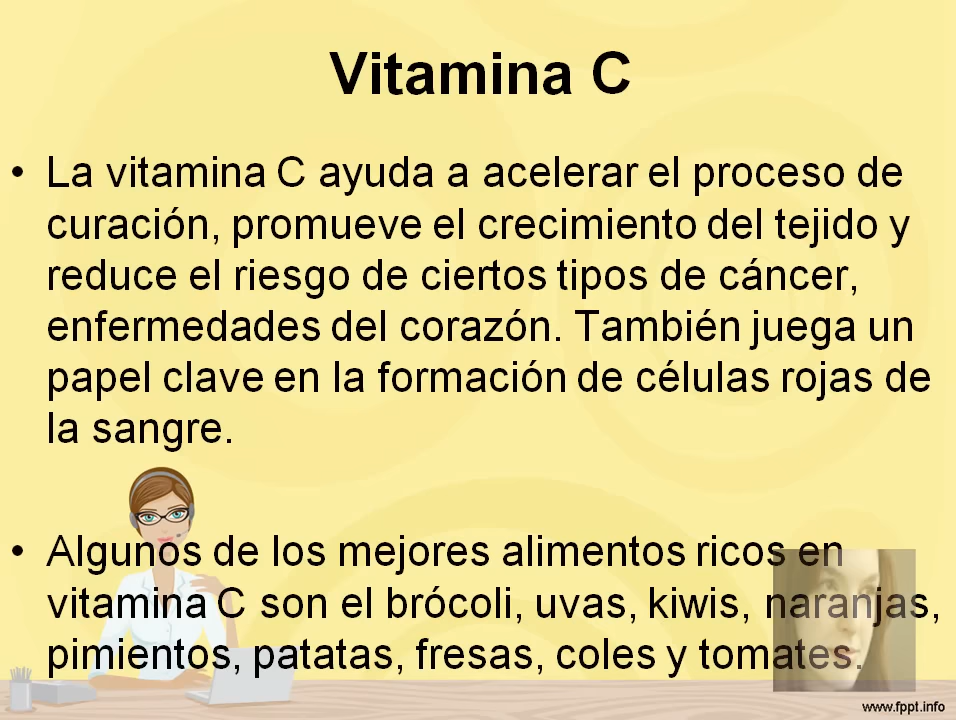 Vitamina C
• La vitamina C ayuda a acelerar el proceso de
curación, promueve el crecimiento del tejido y
reduce el riesgo de ciertos tipos de cáncer,
enfermedades del corazón. También juega un
papel clave en la formación de células rojas de
la sangre.
• Algunos de los mejores alimentos ricos en
vitamina C son el brócoli, uvas, kiwis, naranjas,
pimientos, patatas, fresas, coles y tomates.
www.fppt.info